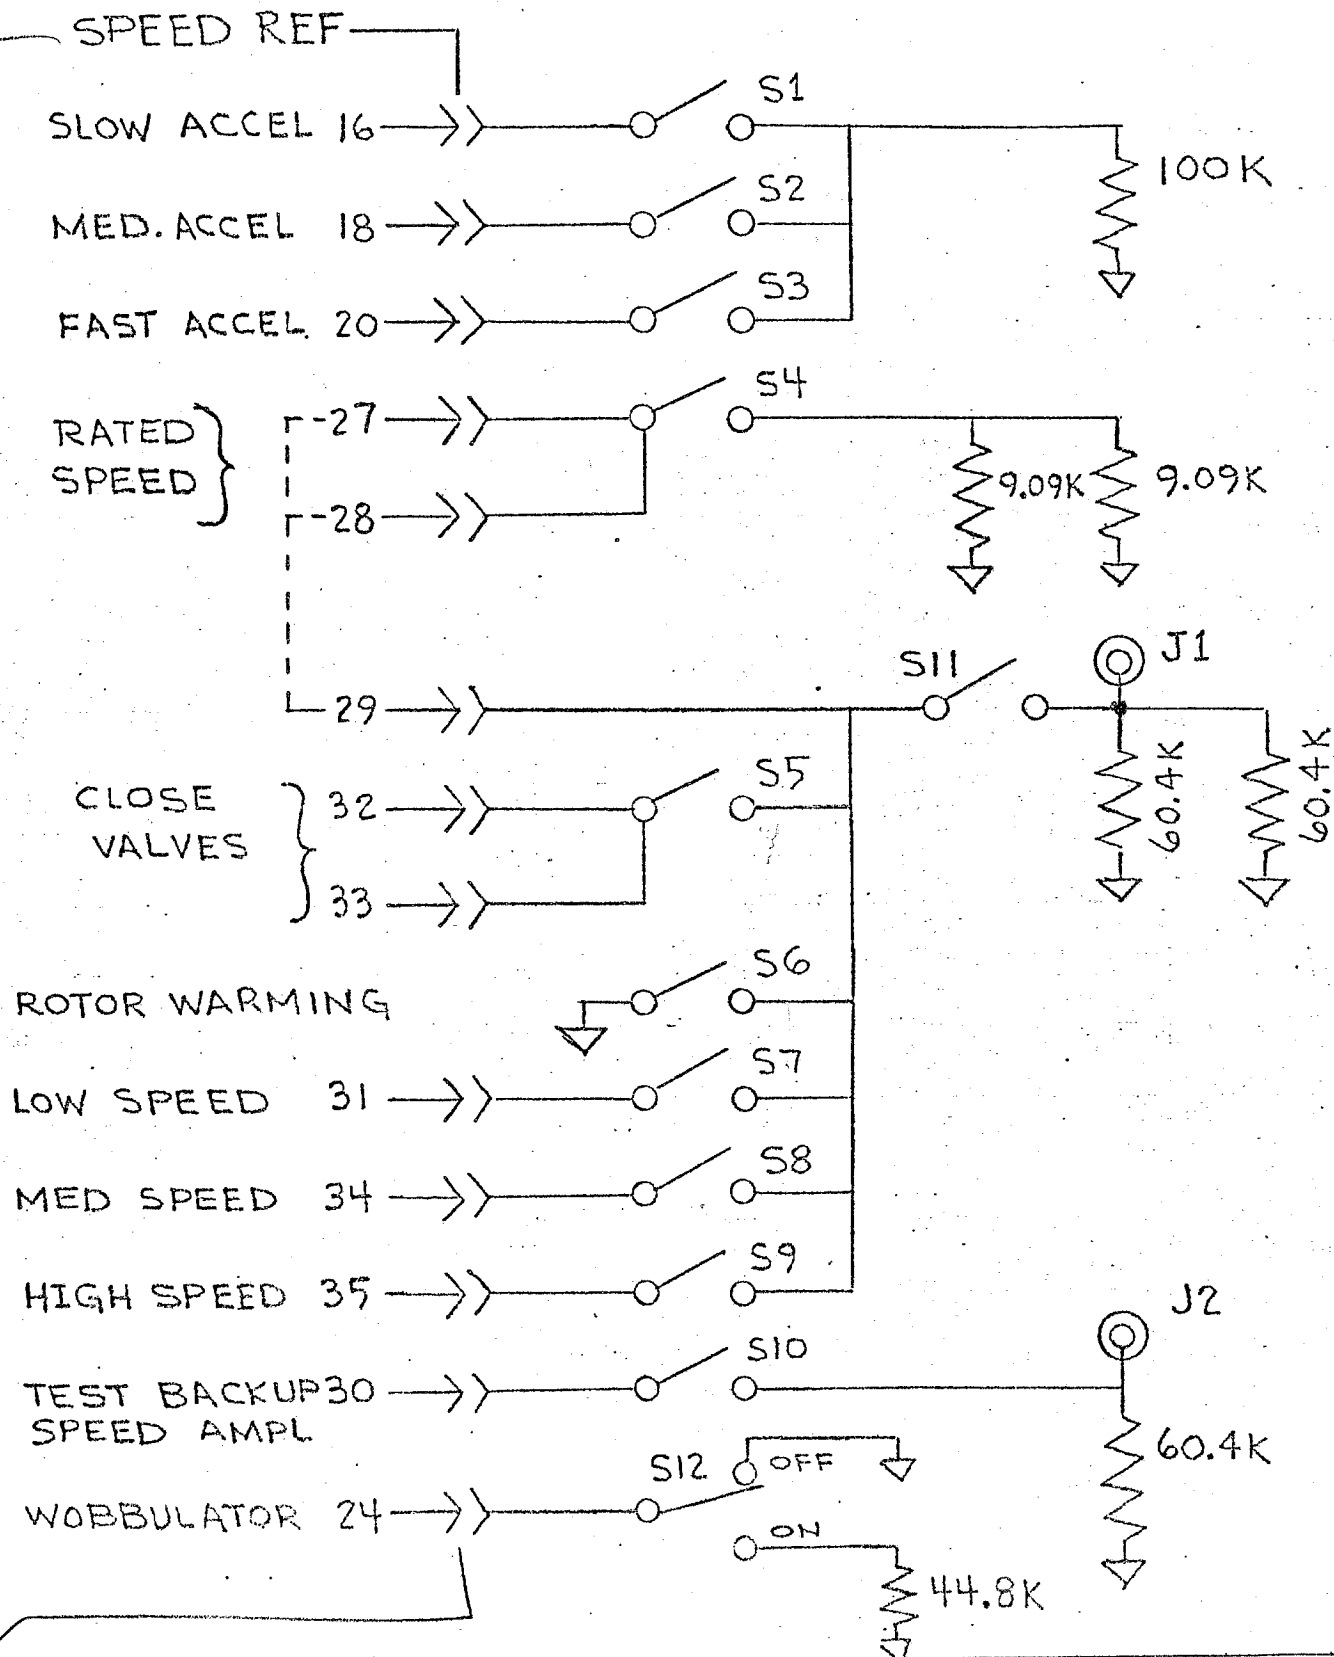 SPEED REF
SLOW ACCEL 16 S1
100K
MED. ACCEL 18 S2
FAST ACCEL 20 S3
RATED
SPEED
27 S4
9.09K 9.09K
28
29 S11 J1
60.4K 60.4K
CLOSE
VALVES
32 S5
33
ROTOR WARMING S6
LOW SPEED 31 S7
MED SPEED 34 S8
HIGH SPEED 35 S9
J2
TEST BACKUP 30 S10
SPEED AMPL
60.4K
S12 OFF
WOBBULATOR 24
ON
44.8K